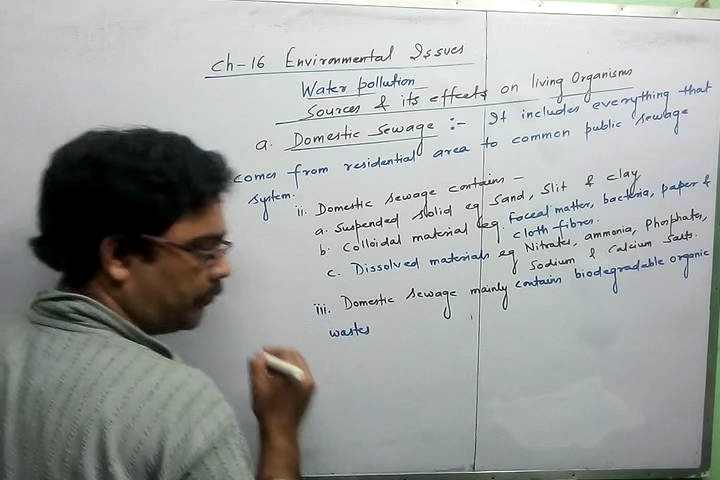 Ch-16 Environmental Issues
Water pollution
Sources & its effects on living Organisms
a. Domestic Sewage :- It includes everything that
comes from residential area to common public sewage
system.
ii. Domestic sewage contains -
a. Suspended solid eg Sand, Slit & clay
b. Colloidal material eg. Faecal matter, bacteria, paper &
cloth fibres.
c. Dissolved materials eg Nitrates, ammonia, Phosphates,
Sodium & Calcium Salts.
iii. Domestic sewage mainly contains biodegradable organic
wastes